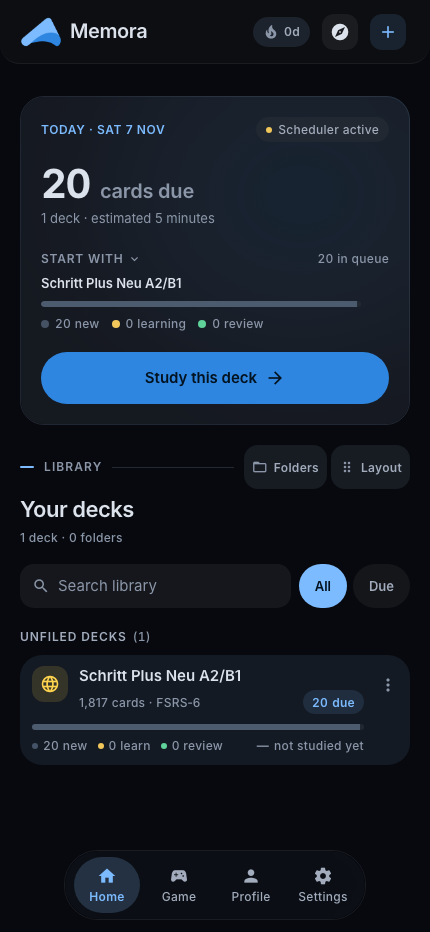 Memora
0d
TODAY · SAT 7 NOV
Scheduler active
20 cards due
1 deck · estimated 5 minutes
START WITH
20 in queue
Schritt Plus Neu A2/B1
20 new 0 learning 0 review
Study this deck
LIBRARY
Folders
Layout
Your decks
1 deck · 0 folders
Search library
All
Due
UNFILED DECKS (1)
Schritt Plus Neu A2/B1
1,817 cards · FSRS-6
20 due
20 new 0 learn 0 review
— not studied yet
Home
Game
Profile
Settings